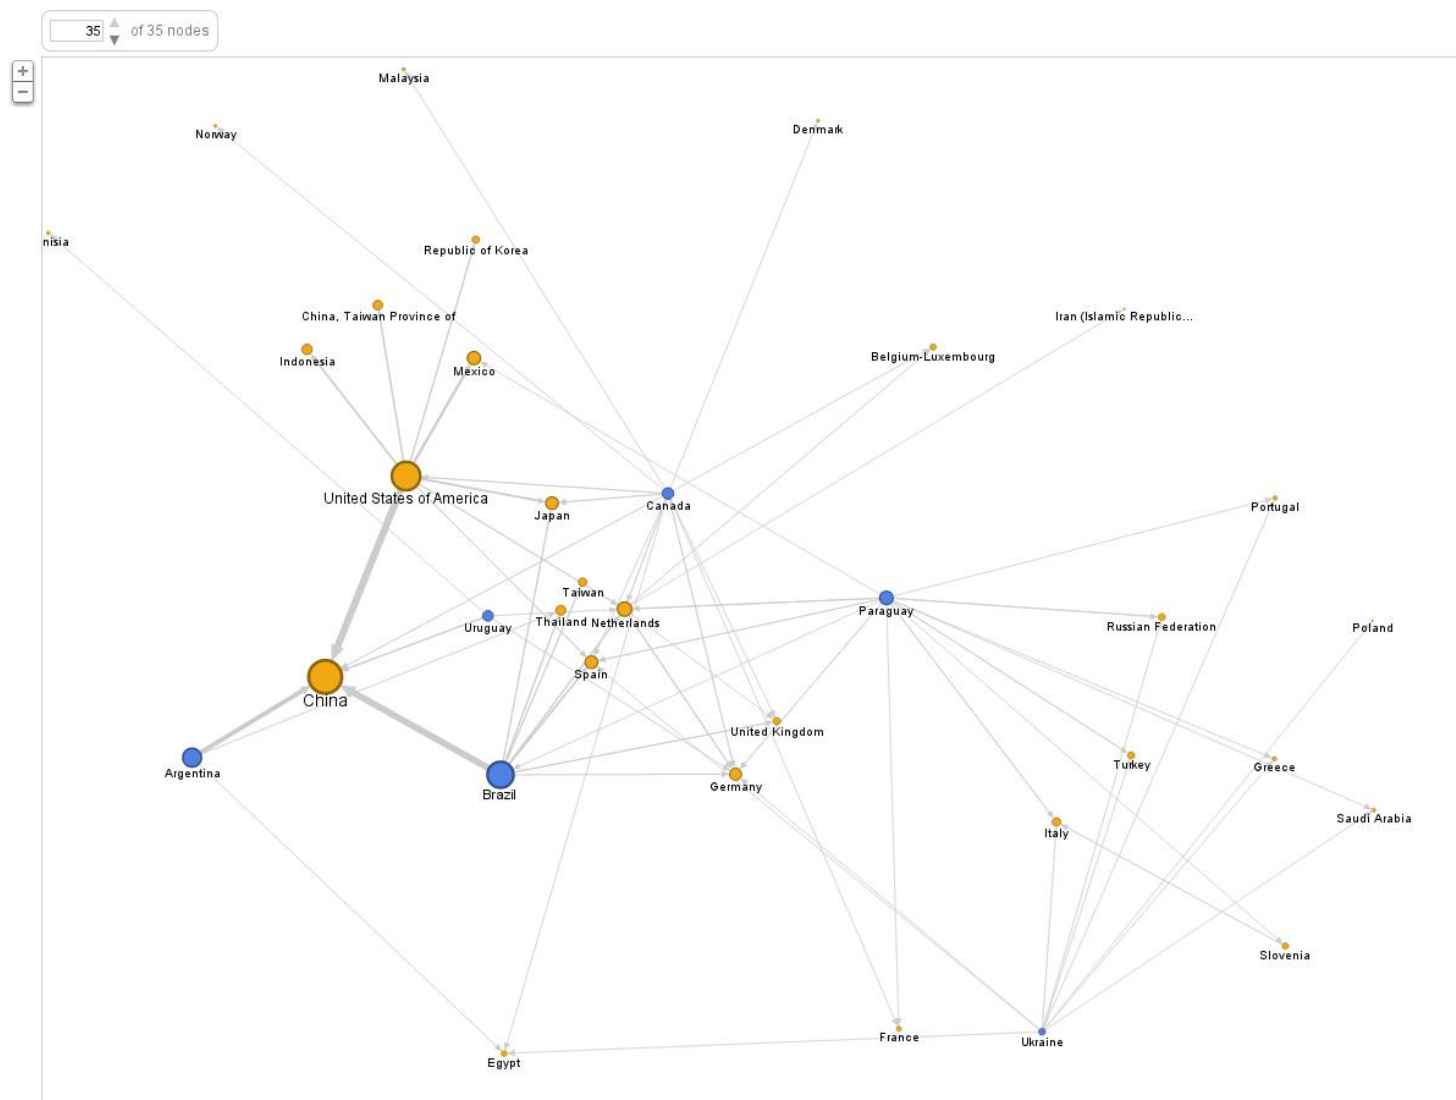 35 of 35 nodes
+
−
Malaysia
Denmark
Norway
nisia
Republic of Korea
China, Taiwan Province of
Iran (Islamic Republic...
Indonesia
Mexico
Belgium-Luxembourg
United States of America
Japan
Canada
Portugal
Taiwan
Uruguay
Thailand
Netherlands
Paraguay
Russian Federation
Poland
Spain
China
United Kingdom
Argentina
Brazil
Germany
Turkey
Greece
Saudi Arabia
Italy
Slovenia
France
Ukraine
Egypt